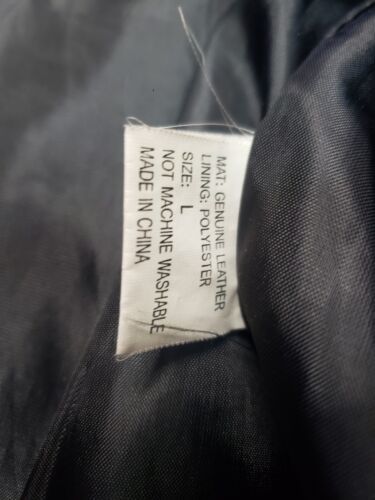 MAT: GENUINE LEATHER
LINING: POLYESTER
SIZE: L
NOT MACHINE WASHABLE
MADE IN CHINA